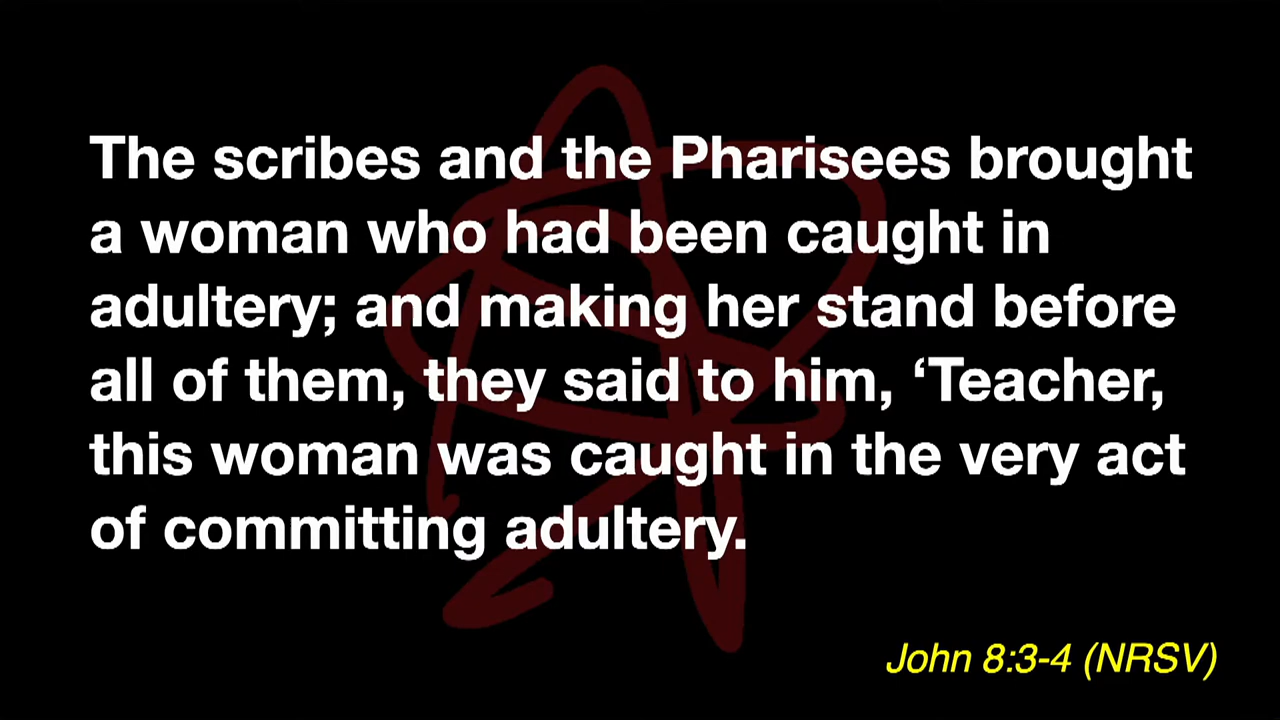 The scribes and the Pharisees brought
a woman who had been caught in
adultery; and making her stand before
all of them, they said to him, ‘Teacher,
this woman was caught in the very act
of committing adultery.
John 8:3-4 (NRSV)